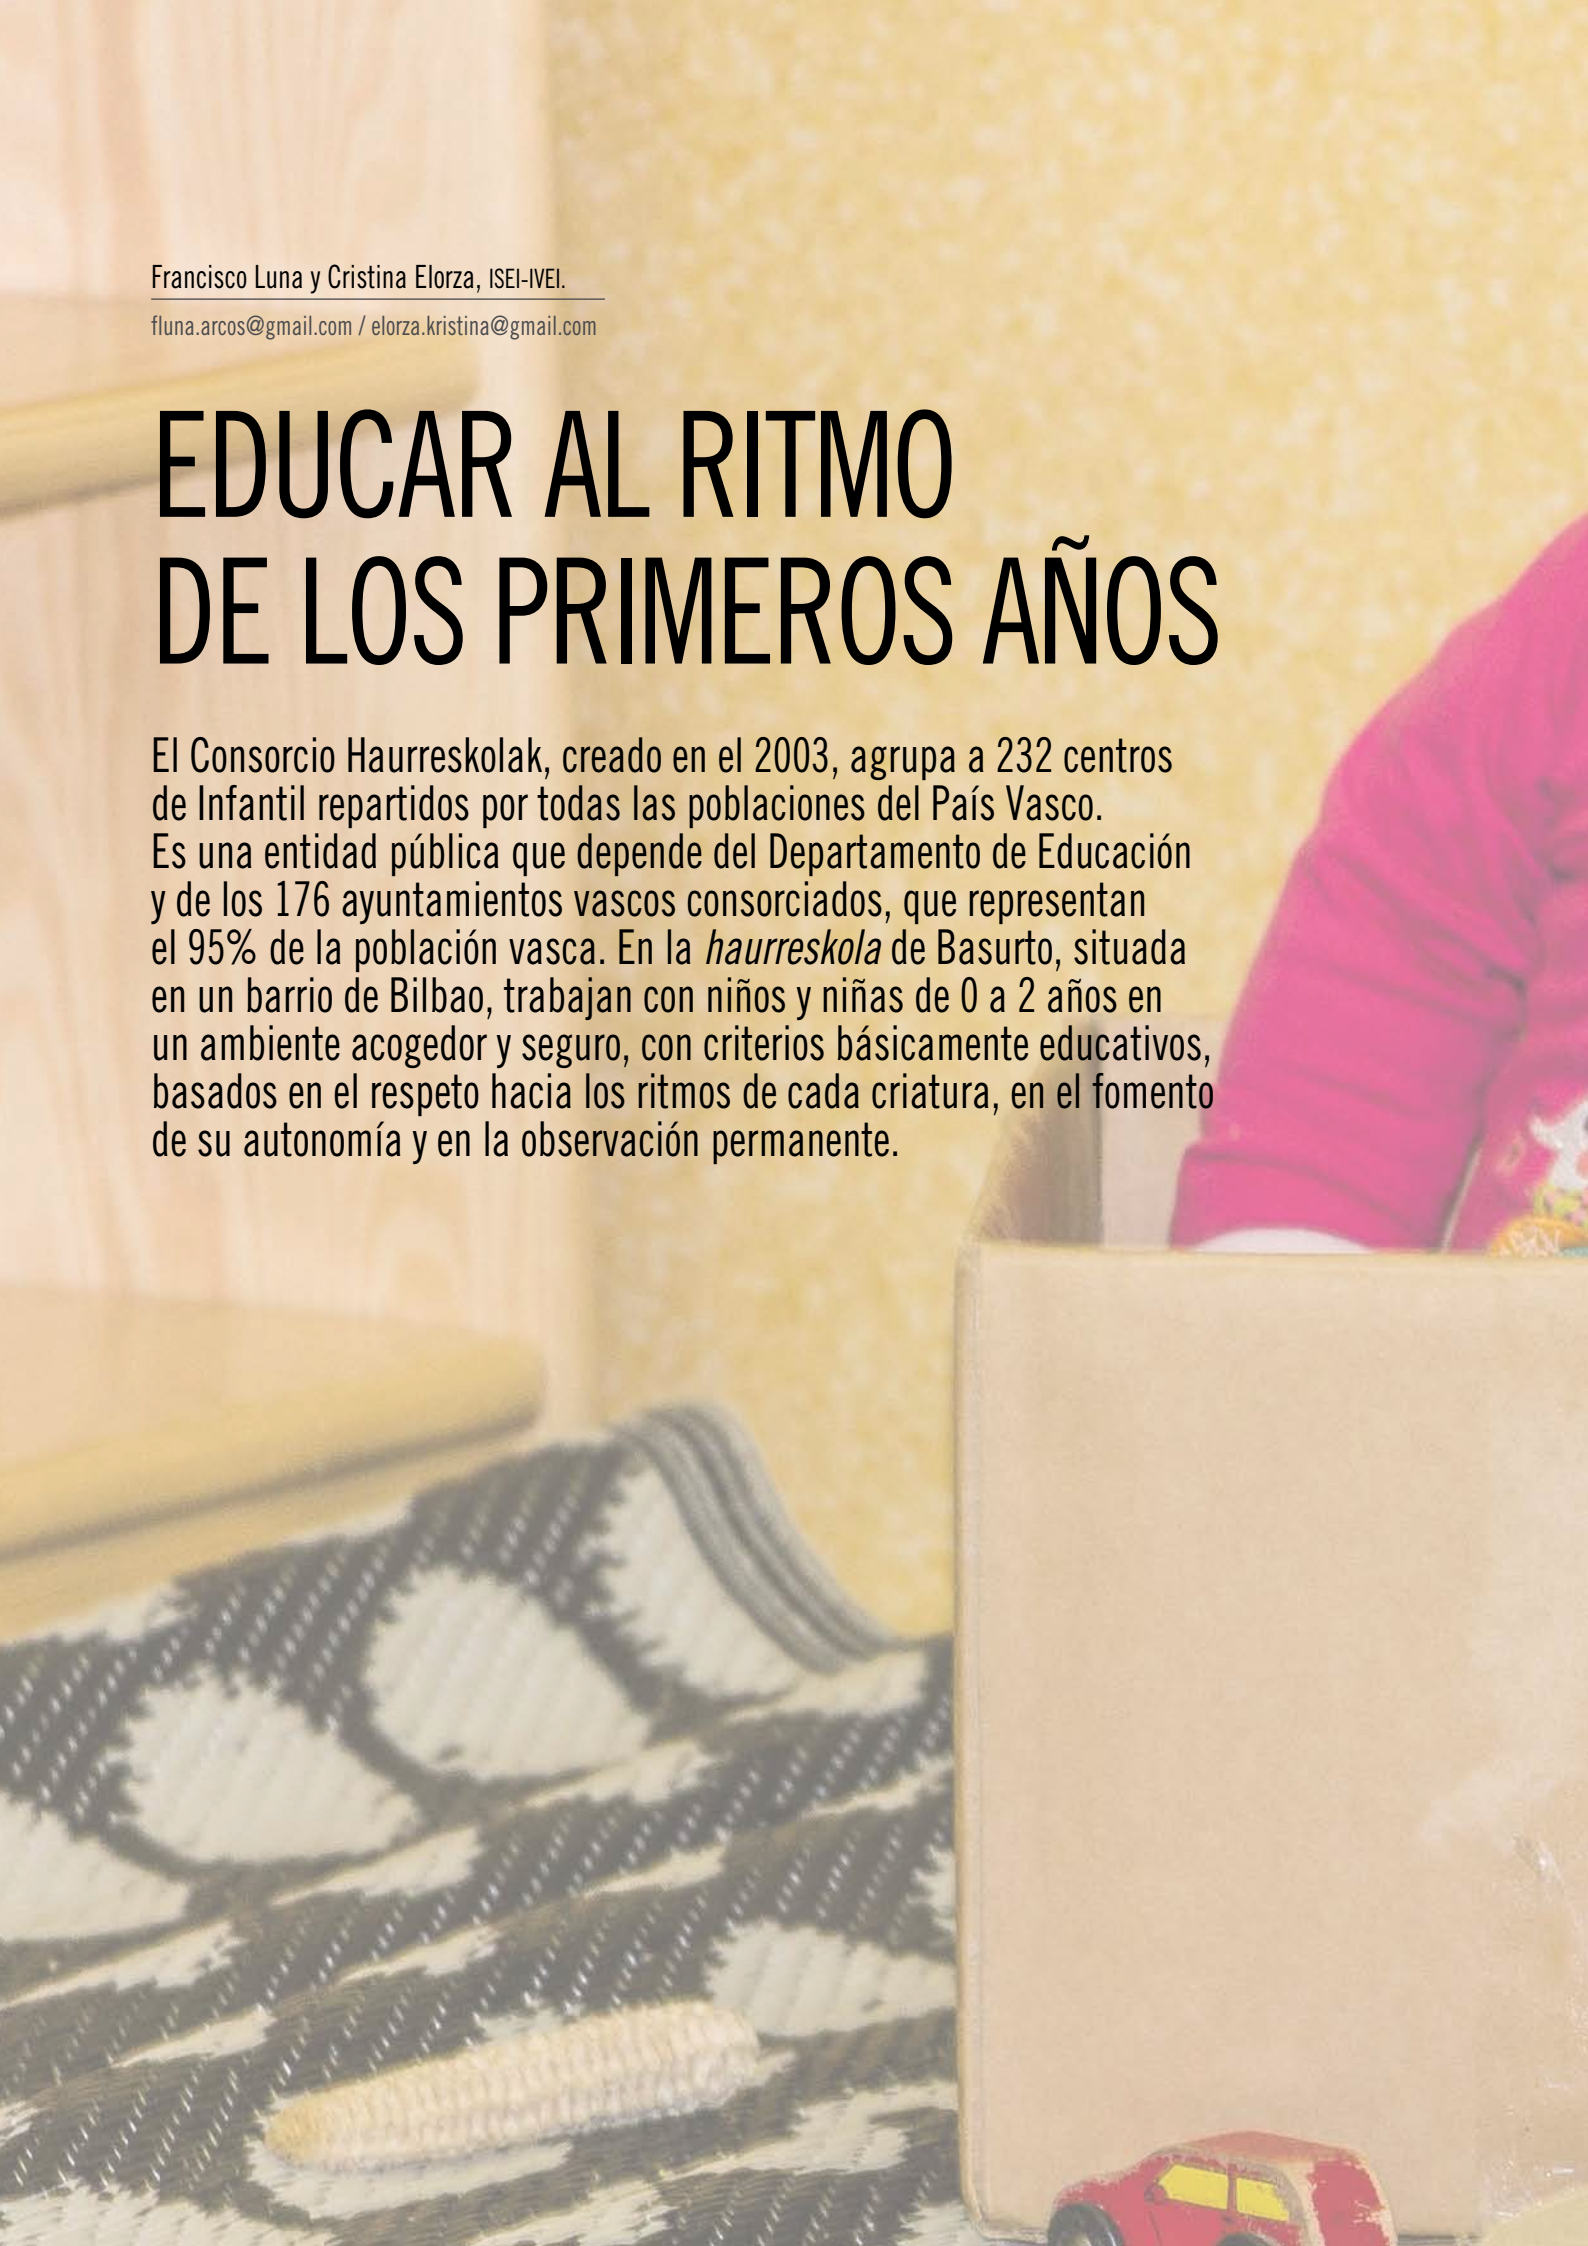 Francisco Luna y Cristina Elorza, ISEI-IVEI.
fluna.arcos@gmail.com / elorza.kristina@gmail.com
EDUCAR AL RITMO
DE LOS PRIMEROS AÑOS
El Consorcio Haurreskolak, creado en el 2003, agrupa a 232 centros
de Infantil repartidos por todas las poblaciones del País Vasco.
Es una entidad pública que depende del Departamento de Educación
y de los 176 ayuntamientos vascos consorciados, que representan
el 95% de la población vasca. En la haurreskola de Basurto, situada
en un barrio de Bilbao, trabajan con niños y niñas de 0 a 2 años en
un ambiente acogedor y seguro, con criterios básicamente educativos,
basados en el respeto hacia los ritmos de cada criatura, en el fomento
de su autonomía y en la observación permanente.